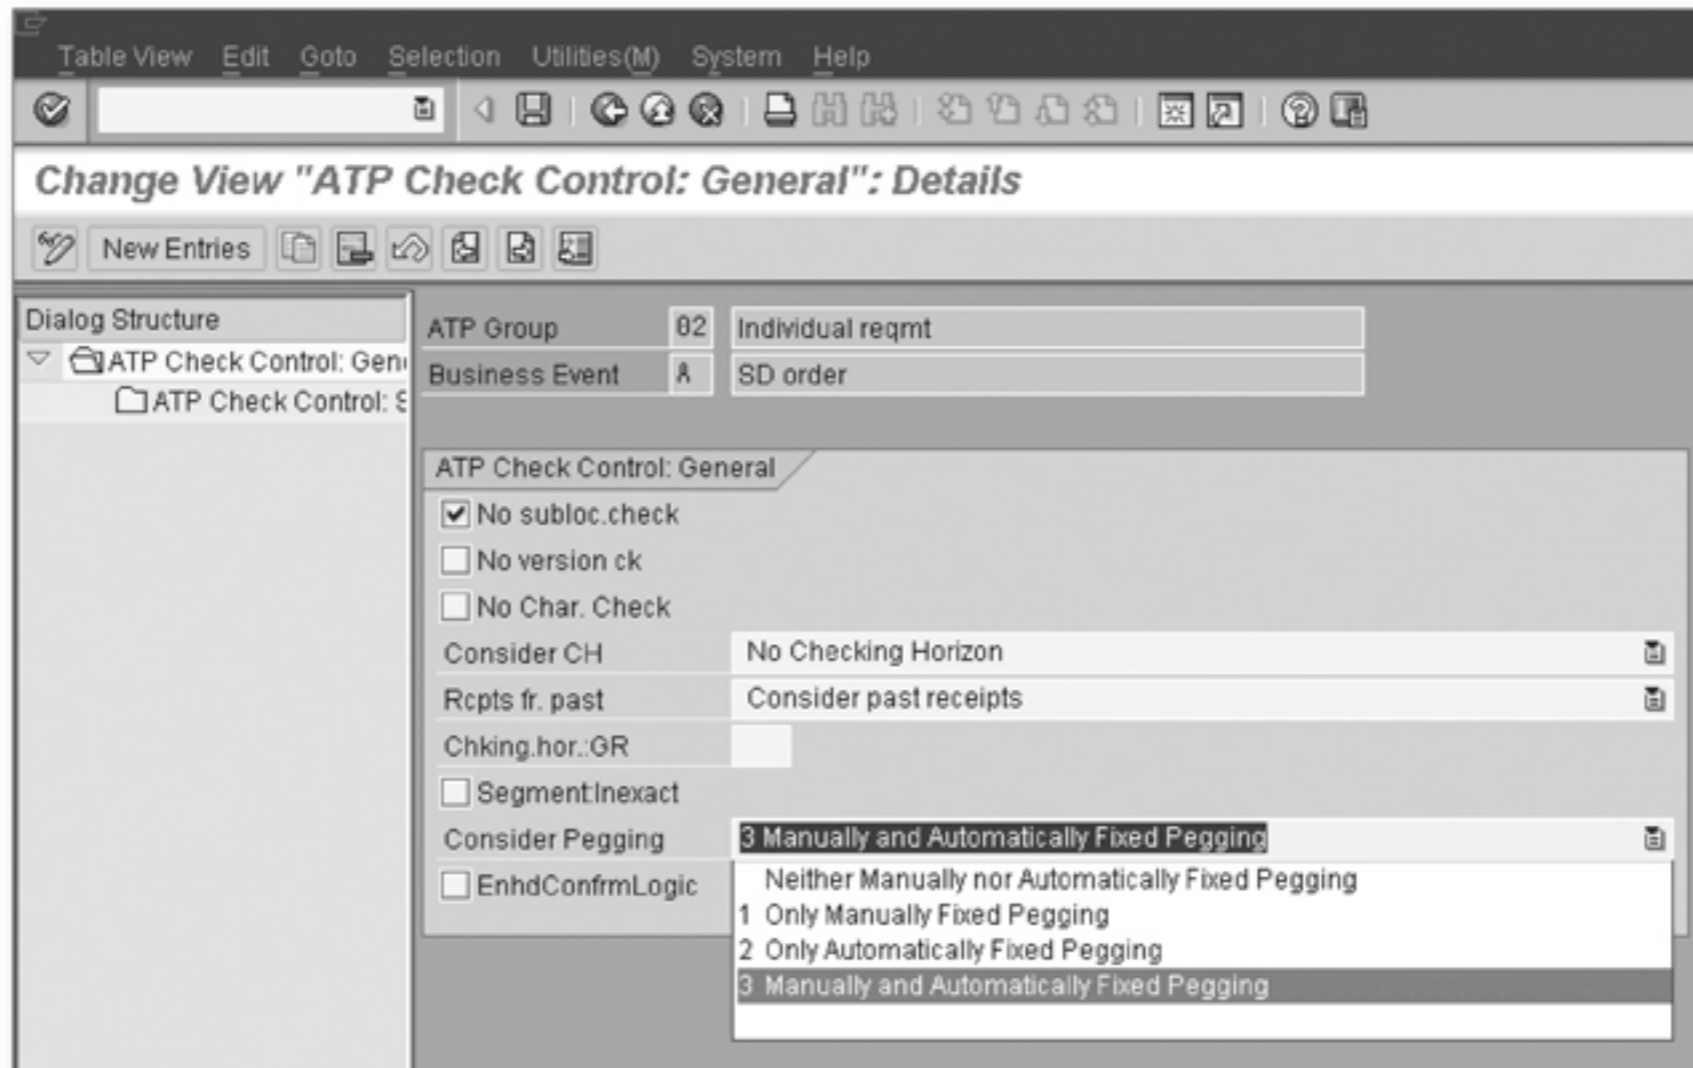 Table View Edit Goto Selection Utilities(M) System Help
Change View "ATP Check Control: General": Details
New Entries
Dialog Structure
ATP Check Control: Gen
ATP Check Control: S
ATP Group 02 Individual reqmt
Business Event A SD order
ATP Check Control: General
No subloc.check
No version ck
No Char. Check
Consider CH No Checking Horizon
Rcpts fr. past Consider past receipts
Chking.hor.:GR
Segment:Inexact
Consider Pegging 3 Manually and Automatically Fixed Pegging
Neither Manually nor Automatically Fixed Pegging
EnhdConfrmLogic
1 Only Manually Fixed Pegging
2 Only Automatically Fixed Pegging
3 Manually and Automatically Fixed Pegging